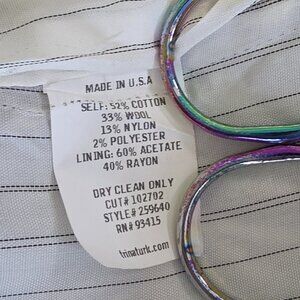 MADE IN U.S.A
SELF: 52% COTTON
33% WOOL
13% NYLON
2% POLYESTER
LINING: 60% ACETATE
40% RAYON
DRY CLEAN ONLY
CUT# 102702
STYLE# 259640
RN# 93415
trinaturk.com